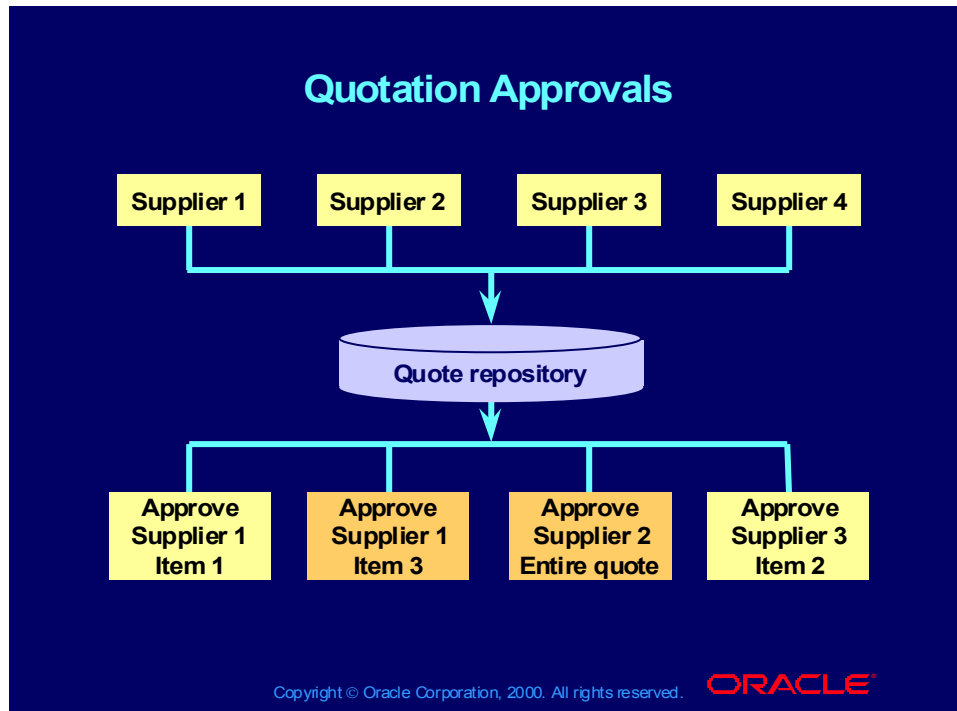 Quotation Approvals
Supplier 1
Supplier 2
Supplier 3
Supplier 4
Quote repository
Approve
Supplier 1
Item 1
Approve
Supplier 1
Item 3
Approve
Supplier 2
Entire quote
Approve
Supplier 3
Item 2
Copyright © Oracle Corporation, 2000. All rights reserved.
ORACLE®